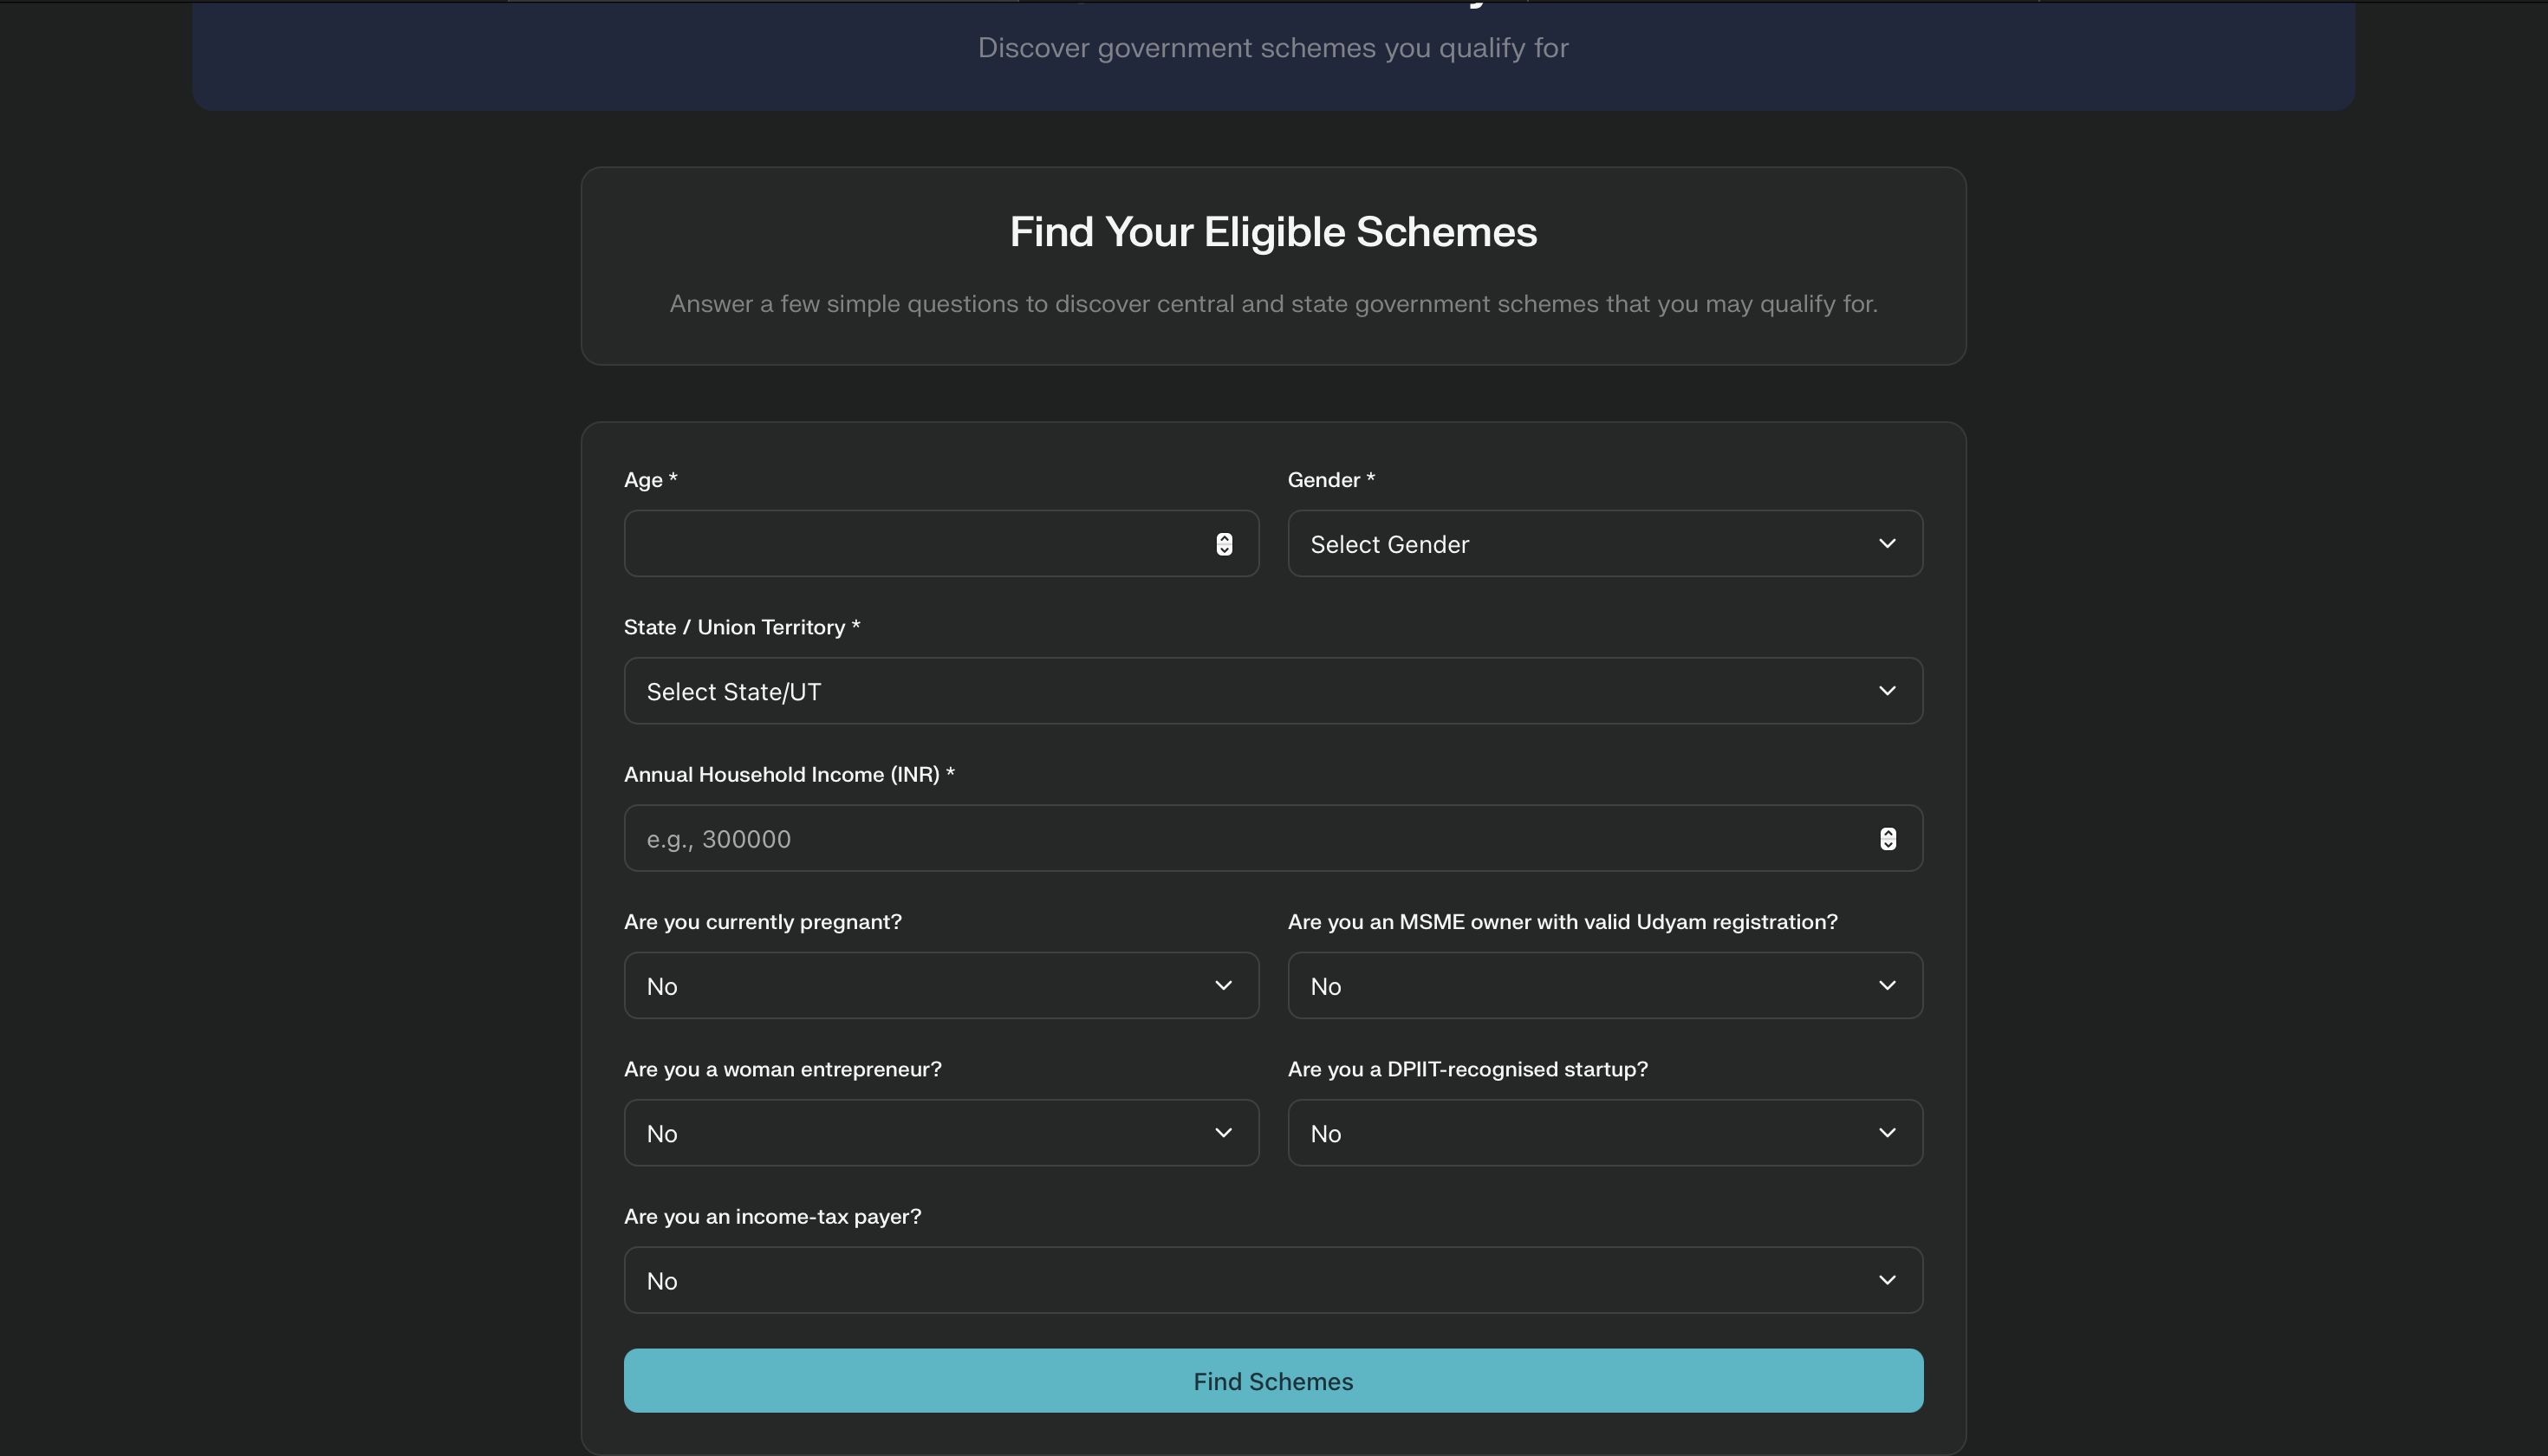 Discover government schemes you qualify for
Find Your Eligible Schemes
Answer a few simple questions to discover central and state government schemes that you may qualify for.
Age *
Gender *
Select Gender
State / Union Territory *
Select State/UT
Annual Household Income (INR) *
e.g., 300000
Are you currently pregnant?
Are you an MSME owner with valid Udyam registration?
No
No
Are you a woman entrepreneur?
Are you a DPIIT-recognised startup?
No
No
Are you an income-tax payer?
No
Find Schemes